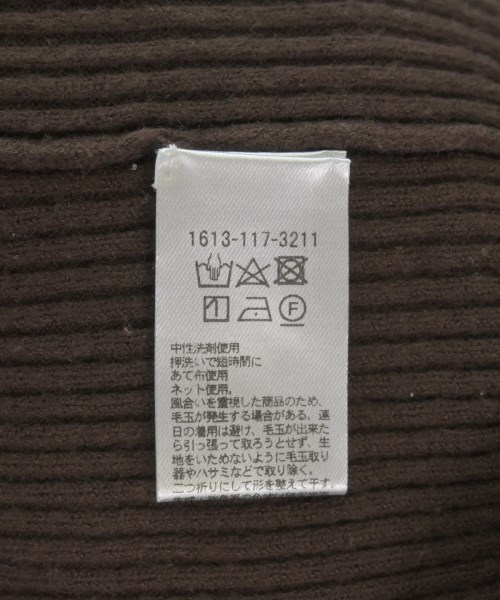 1613-117-3211
F
中性洗剤使用
押洗いで短時間に
あて布使用
ネット使用。
風合いを重視した商品のため、
毛玉が発生する場合がある、連
日の着用は避け、毛玉が出来た
ら引っ張って取ろうとせず、生
地をいためないように毛玉取り
器やハサミなどで取り除く。
二つ折りにして形を整えて干す。